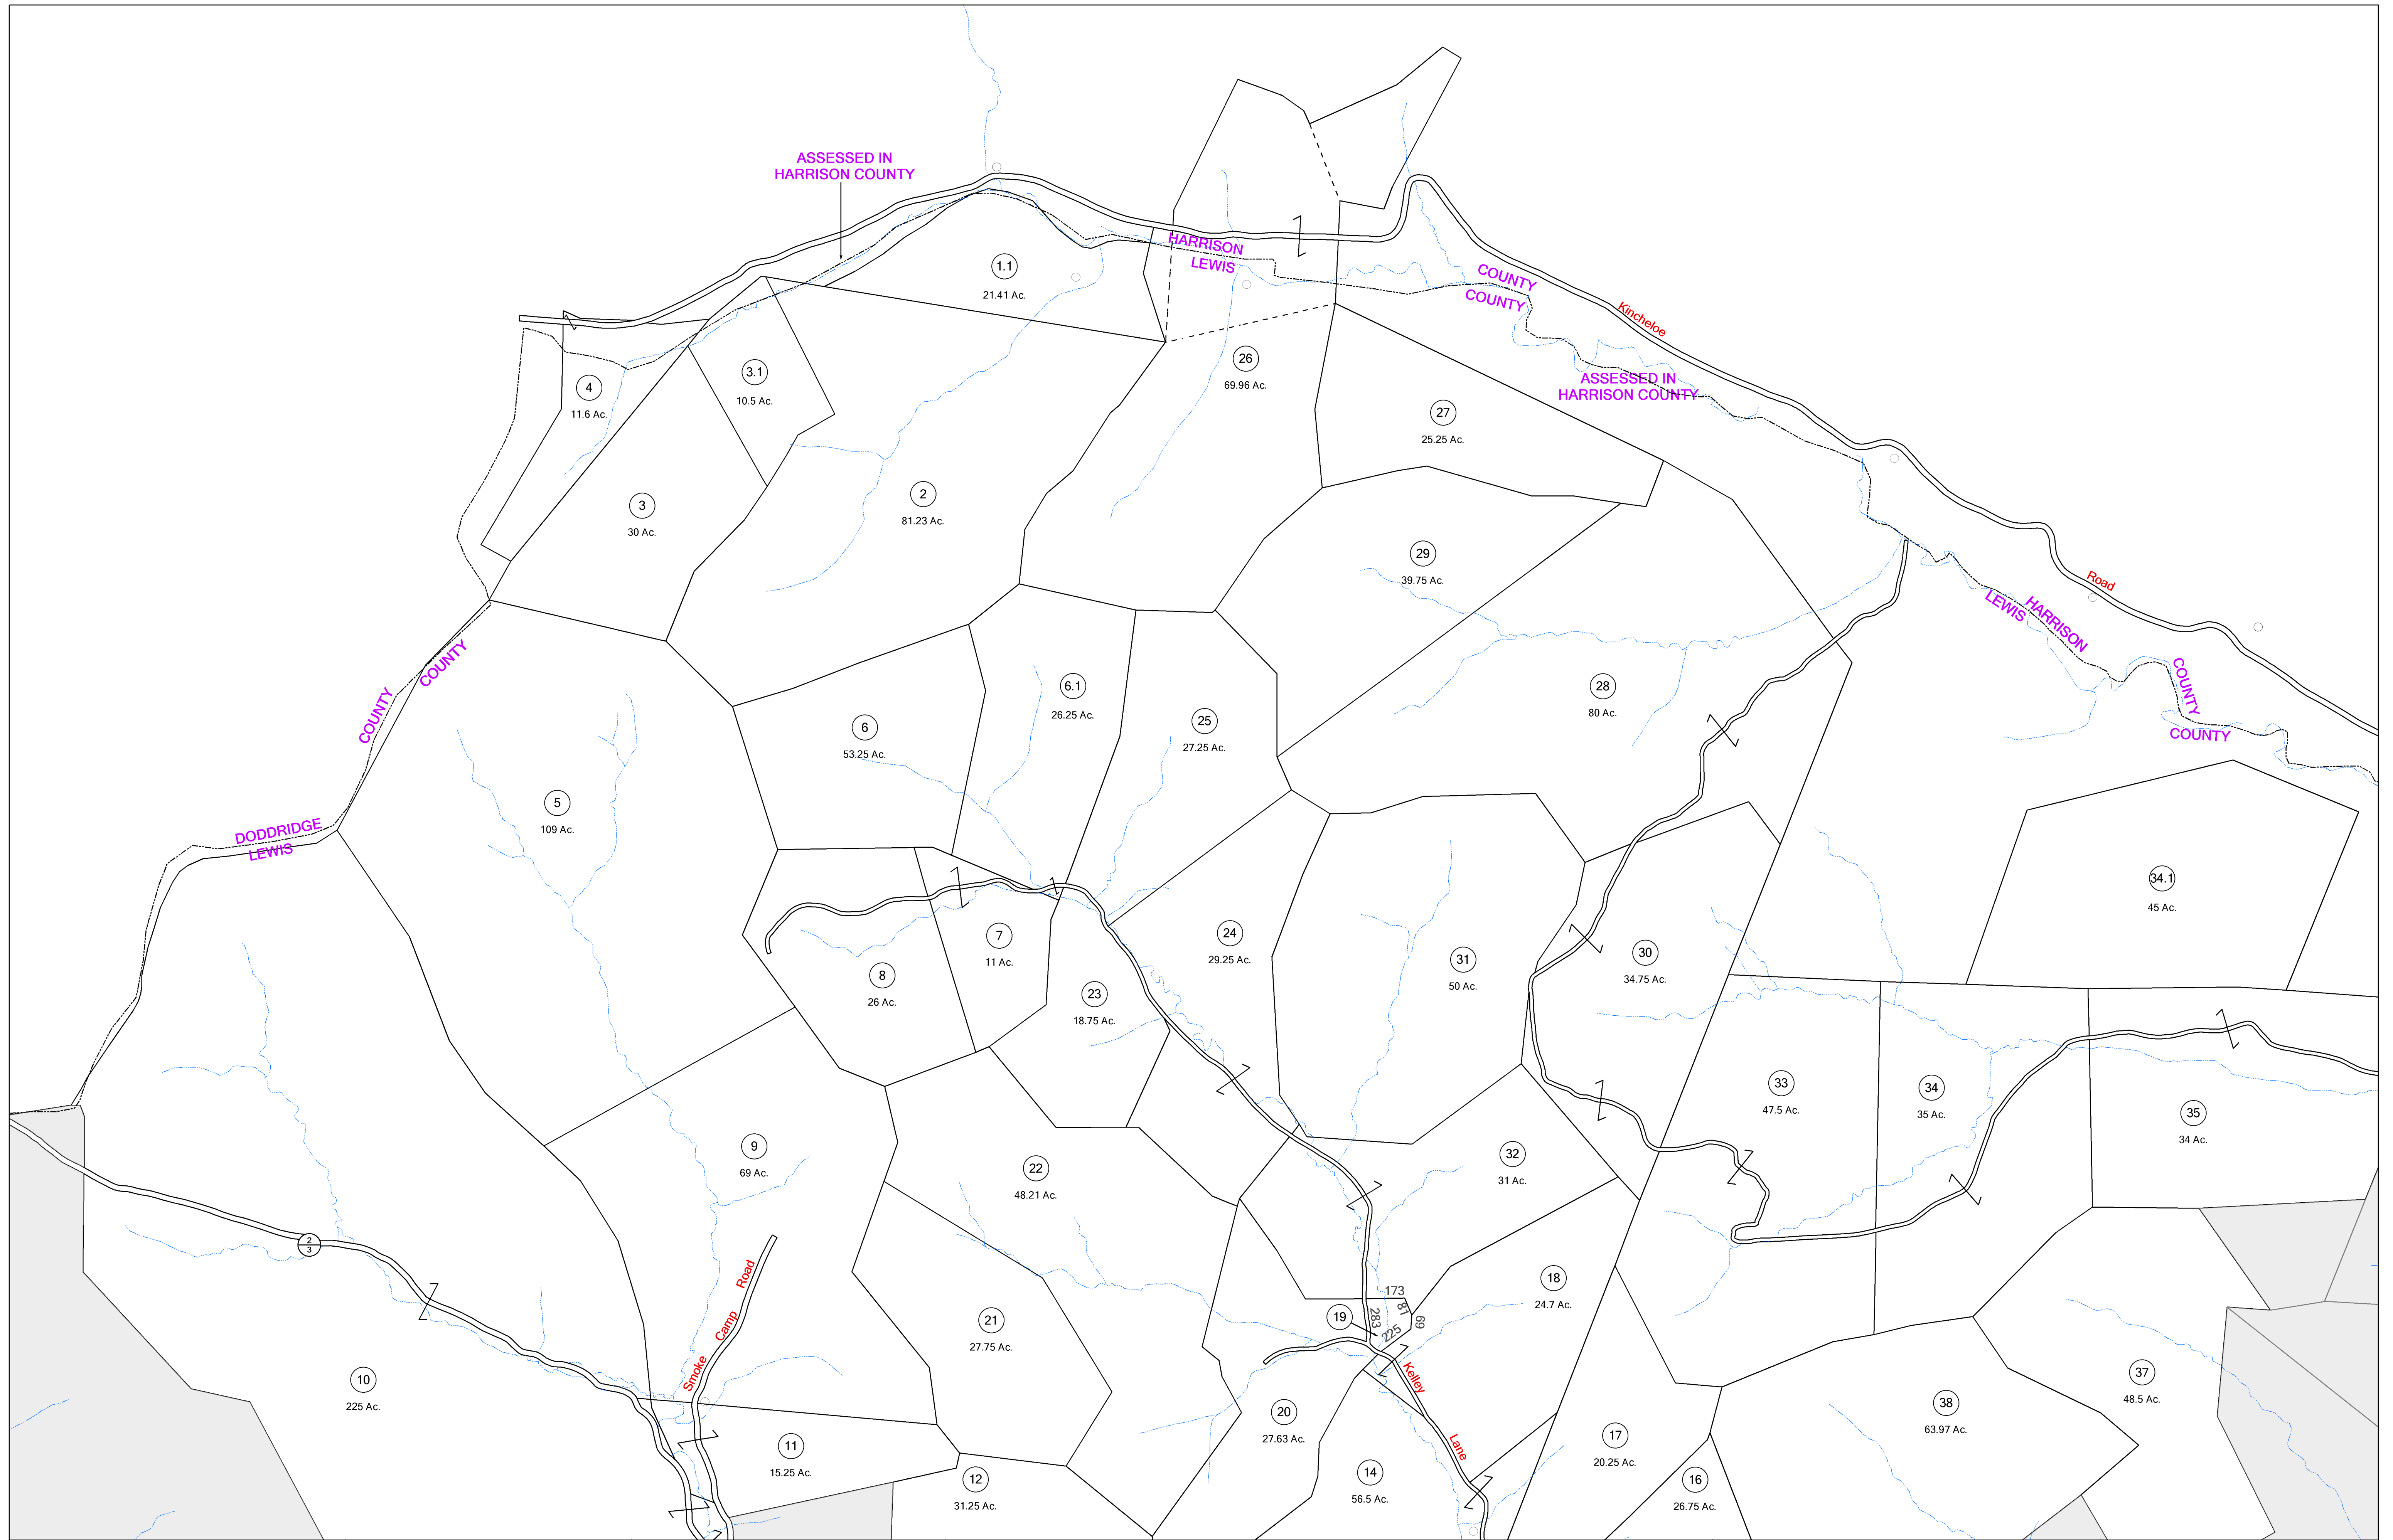 ASSESSED IN
HARRISON COUNTY
HARRISON
LEWIS
COUNTY
COUNTY
Kincheloe
Road
ASSESSED IN
HARRISON COUNTY
1.1
21.41 Ac.
26
69.96 Ac.
3.1
10.5 Ac.
4
11.6 Ac.
27
25.25 Ac.
2
81.23 Ac.
3
30 Ac.
29
39.75 Ac.
LEWIS
HARRISON
COUNTY
COUNTY
COUNTY
COUNTY
DODDRIDGE
LEWIS
6.1
26.25 Ac.
28
80 Ac.
25
27.25 Ac.
6
53.25 Ac.
5
109 Ac.
34.1
45 Ac.
24
29.25 Ac.
7
11 Ac.
30
34.75 Ac.
31
50 Ac.
8
26 Ac.
23
18.75 Ac.
33
47.5 Ac.
34
35 Ac.
35
34 Ac.
9
69 Ac.
32
31 Ac.
22
48.21 Ac.
2
3
Smoke Camp Road
18
24.7 Ac.
173
81
69
283
225
19
21
27.75 Ac.
Kelley
Lane
10
225 Ac.
37
48.5 Ac.
38
63.97 Ac.
20
27.63 Ac.
17
20.25 Ac.
11
15.25 Ac.
14
56.5 Ac.
12
31.25 Ac.
16
26.75 Ac.